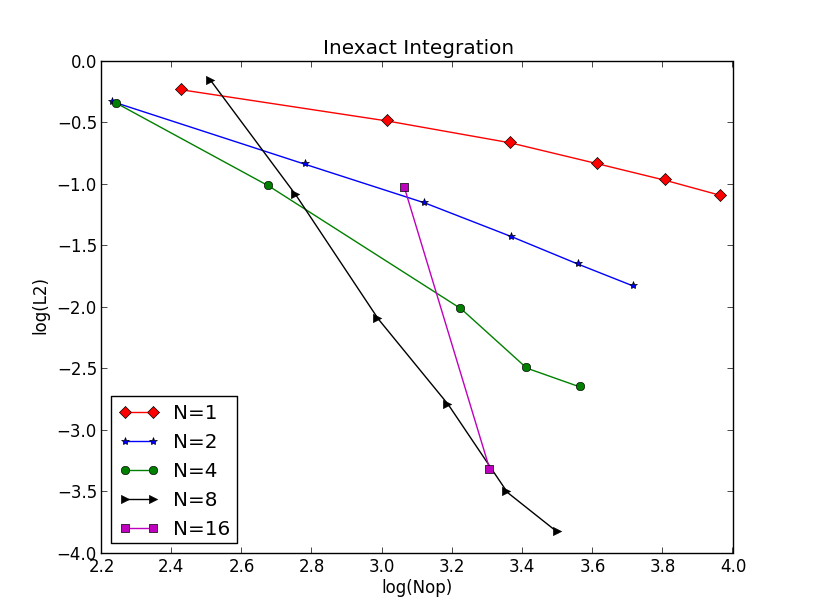 Inexact Integration
log(L2)
0.0
−0.5
−1.0
−1.5
−2.0
−2.5
−3.0
−3.5
−4.0
N=1
N=2
N=4
N=8
N=16
2.2 2.4 2.6 2.8 3.0 3.2 3.4 3.6 3.8 4.0
log(Nop)